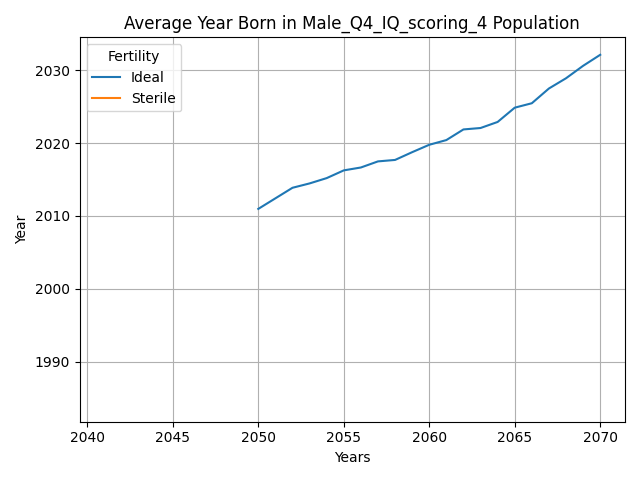 Average Year Born in Male_Q4_IQ_scoring_4 Population
Fertility
Ideal
Sterile
Year
2030
2020
2010
2000
1990
2040 2045 2050 2055 2060 2065 2070
Years